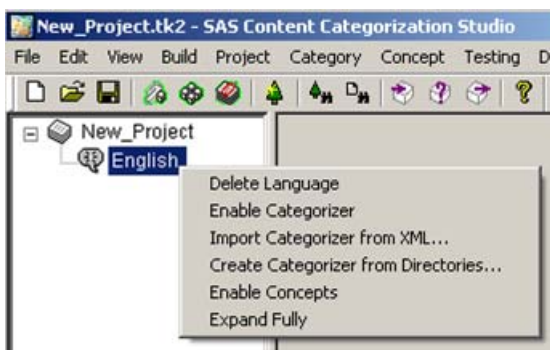 New_Project.tk2 - SAS Content Categorization Studio
File Edit View Build Project Category Concept Testing D
New_Project
English
Delete Language
Enable Categorizer
Import Categorizer from XML...
Create Categorizer from Directories...
Enable Concepts
Expand Fully